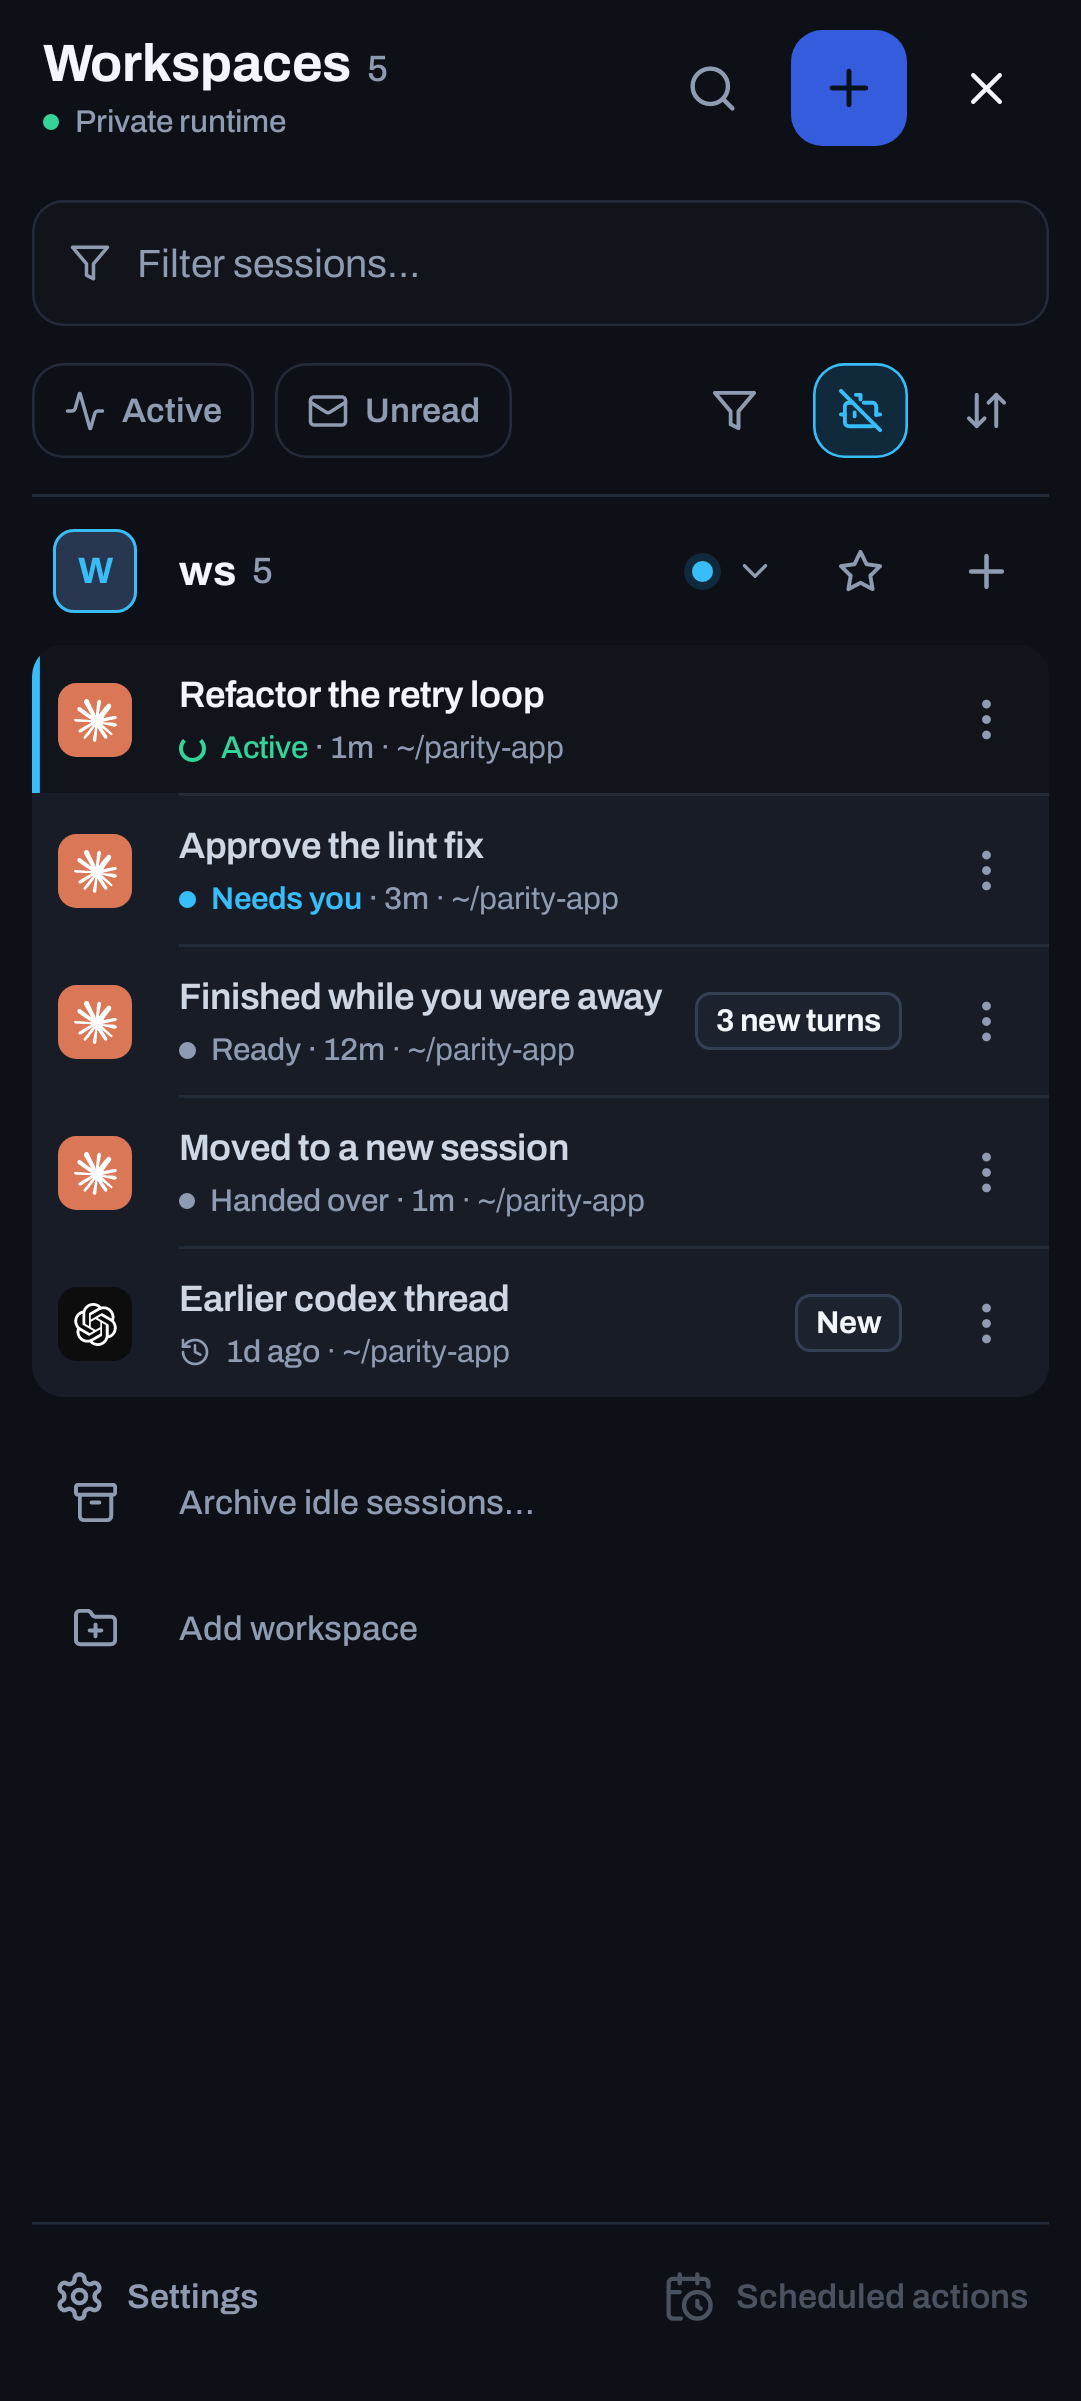 Workspaces 5
Private runtime
Filter sessions...
Active
Unread
W
ws 5
Refactor the retry loop
Active · 1m · ~/parity-app
Approve the lint fix
Needs you · 3m · ~/parity-app
Finished while you were away
3 new turns
Ready · 12m · ~/parity-app
Moved to a new session
Handed over · 1m · ~/parity-app
Earlier codex thread
New
1d ago · ~/parity-app
Archive idle sessions...
Add workspace
Settings
Scheduled actions